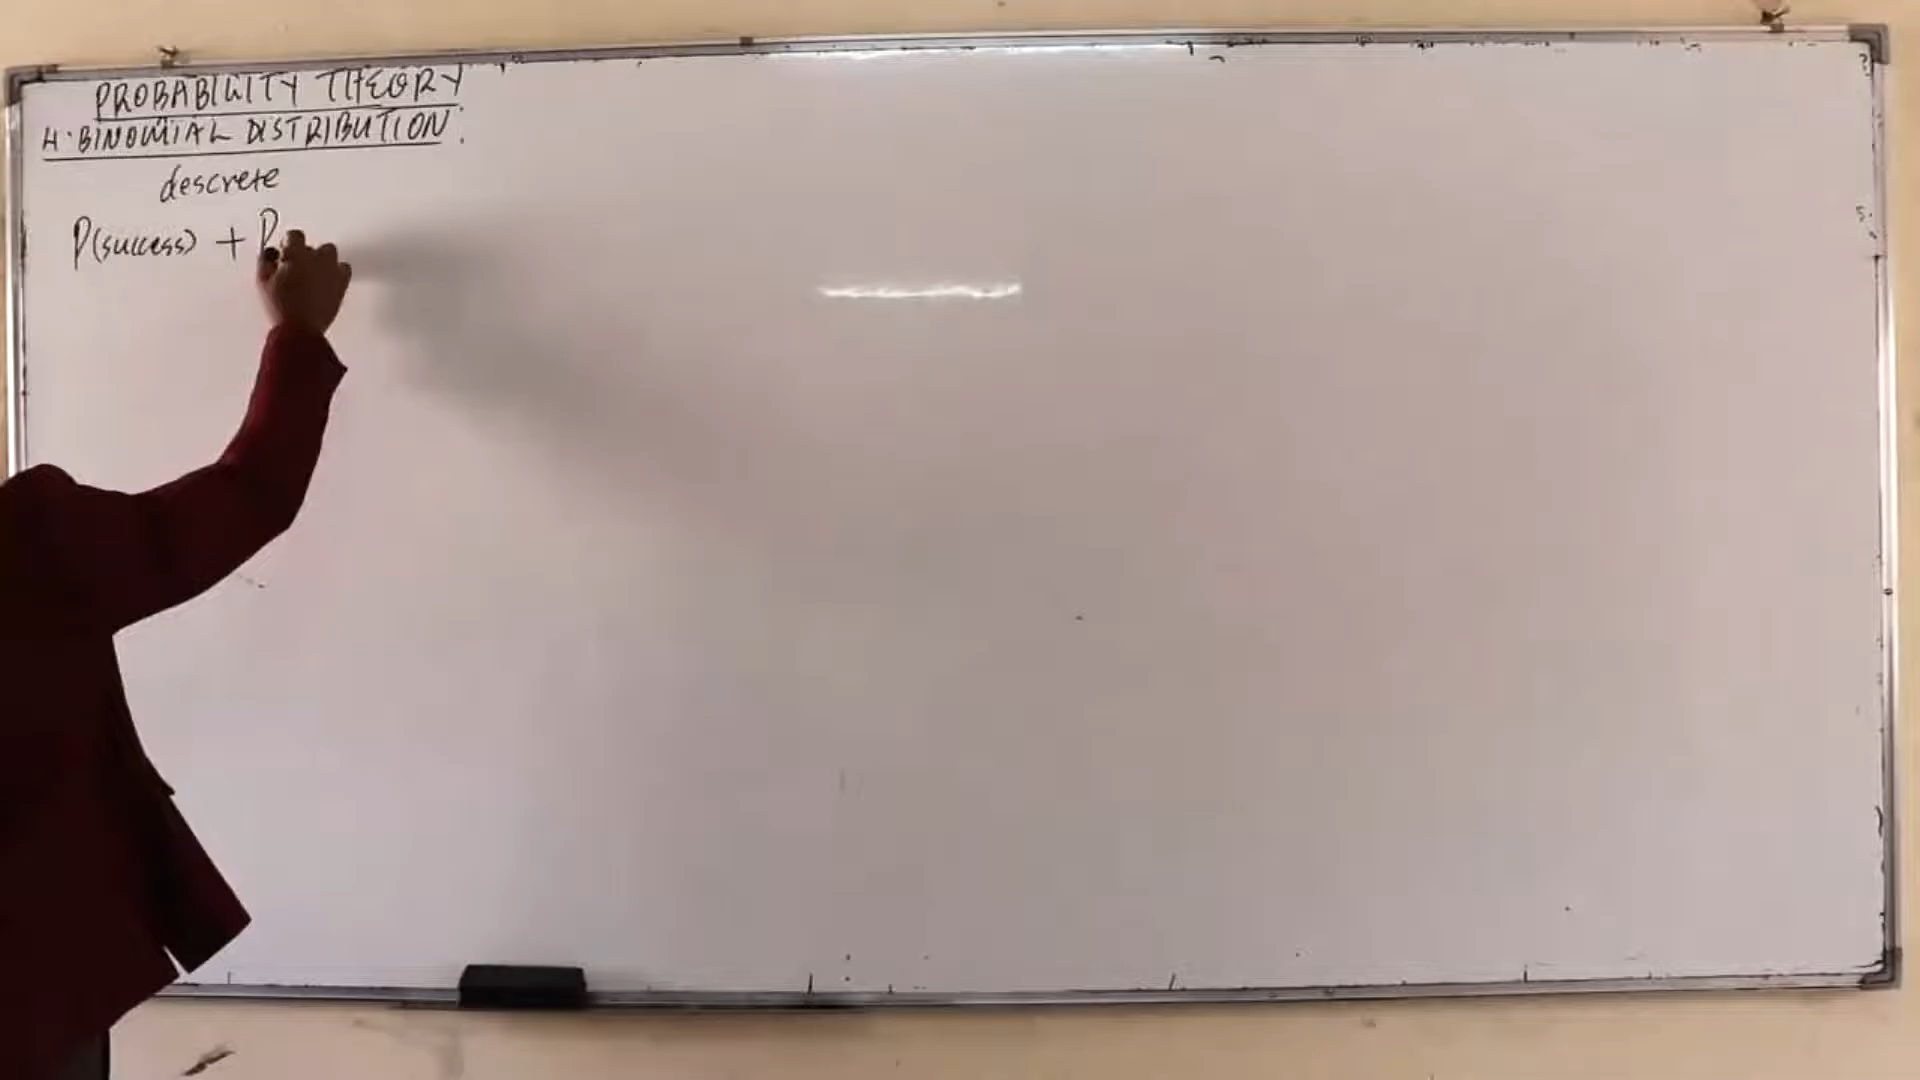 PROBABILITY THEORY
4. BINOMIAL DISTRIBUTION:
descrete
P(success) + P